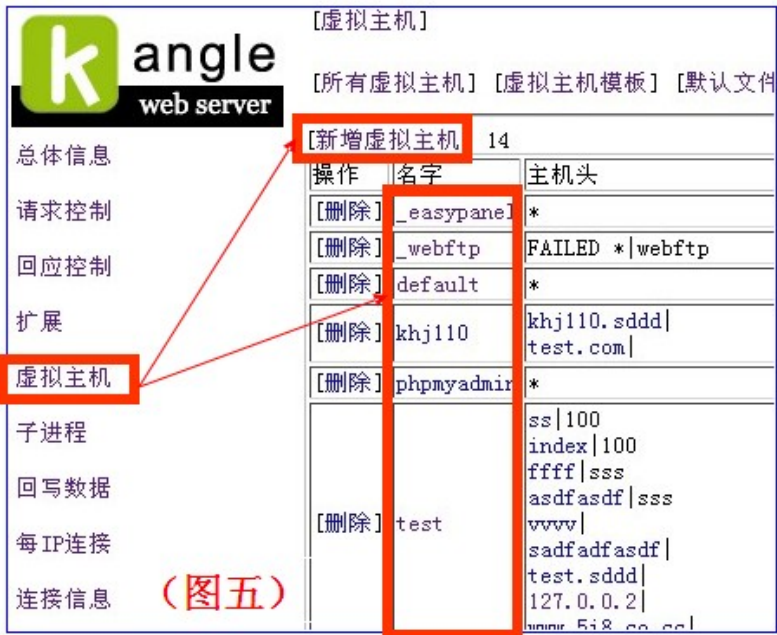 k angle
web server
总体信息
请求控制
回应控制
扩展
虚拟主机
子进程
回写数据
每IP连接
连接信息
(图五)
[虚拟主机]
[所有虚拟主机] [虚拟主机模板] [默认文件
[新增虚拟主机 14
操作 名字 主机头
[删除] _easypanel *
[删除] _webftp FAILED *|webftp
[删除] default *
[删除] khj110 khj110.sddd|
test.com|
[删除] phpmyadmin *
[删除] test ss|100
index|100
ffff|sss
asdfasdf|sss
vvvv|
sadfadfasdf|
test.sddd|
127.0.0.2|